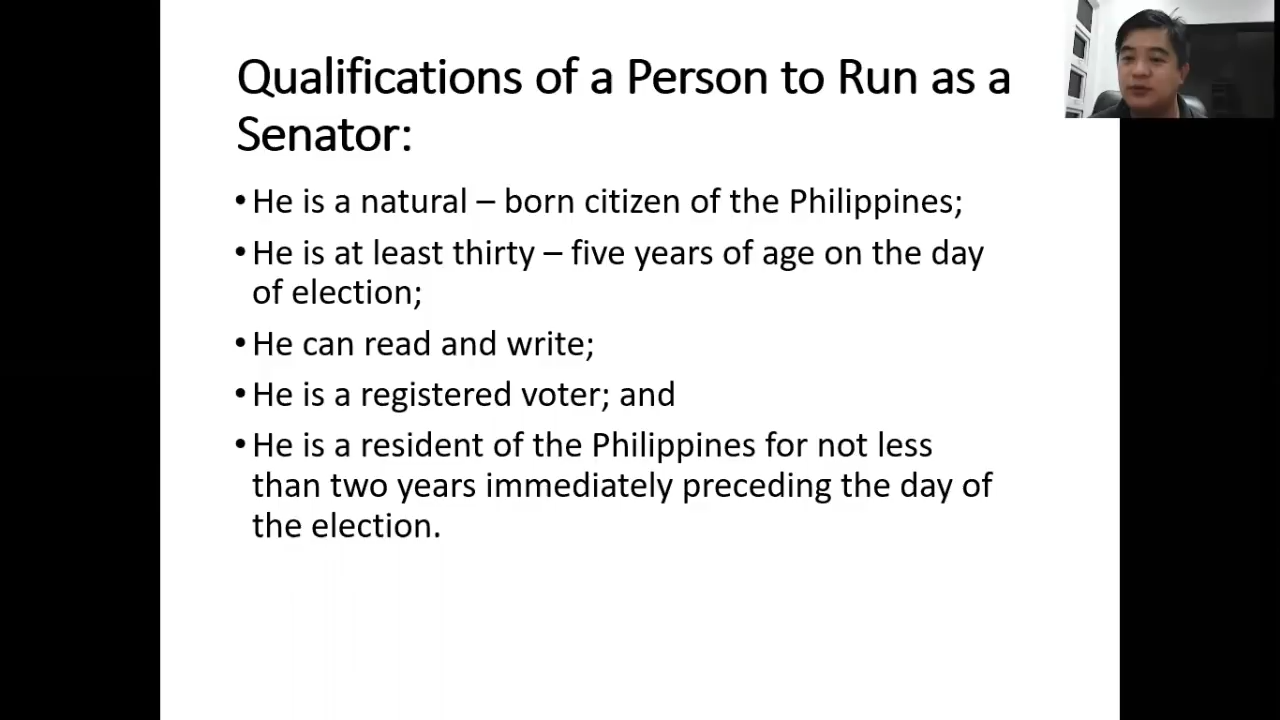 Qualifications of a Person to Run as a
Senator:
•He is a natural – born citizen of the Philippines;
•He is at least thirty – five years of age on the day
of election;
•He can read and write;
•He is a registered voter; and
•He is a resident of the Philippines for not less
than two years immediately preceding the day of
the election.